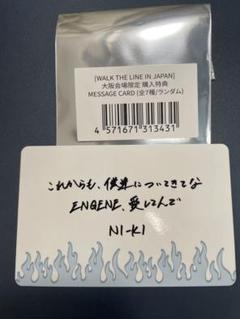 [WALK THE LINE IN JAPAN]
大阪会場限定 購入特典
MESSAGE CARD (全7種/ランダム)
4 571671 313431
これからも、俺達についてきてな
ENGENE、愛してんで
NI-KI